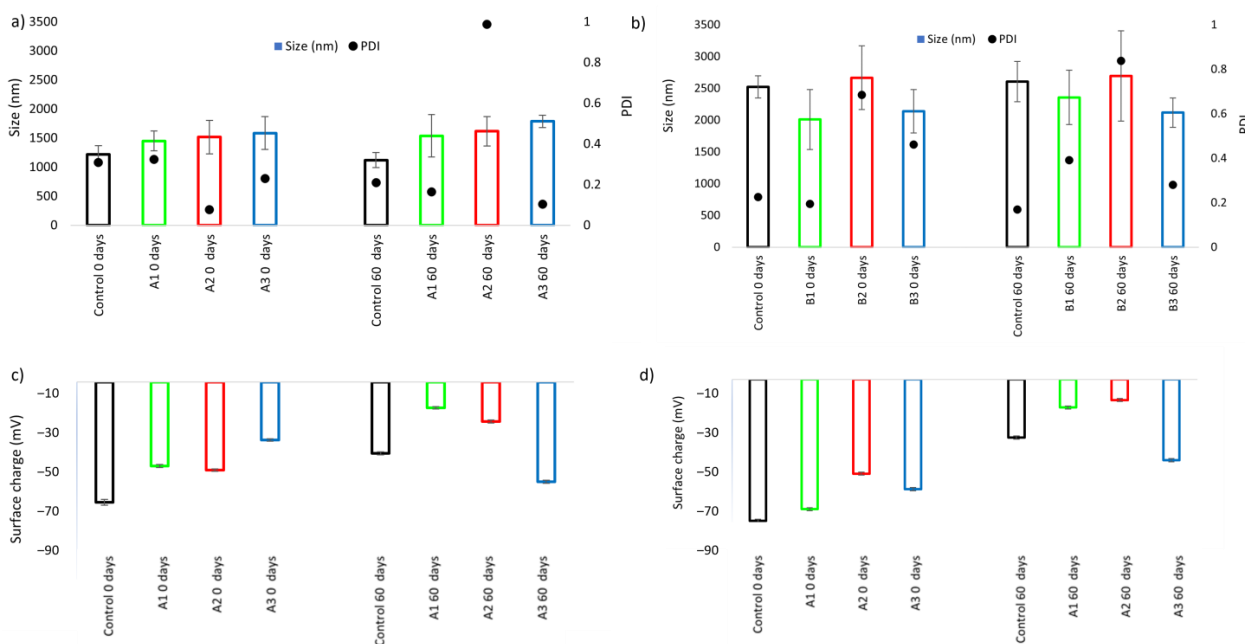 a)
3500
3000
2500
2000
1500
1000
500
0
Size (nm)
Size (nm)
PDI
1
0.8
0.6
0.4
0.2
0
PDI
Control 0 days
A1 0 days
A2 0 days
A3 0 days
Control 60 days
A1 60 days
A2 60 days
A3 60 days
b)
3500
3000
2500
2000
1500
1000
500
0
Size (nm)
Size (nm)
PDI
1
0.8
0.6
0.4
0.2
0
PDI
Control 0 days
B1 0 days
B2 0 days
B3 0 days
Control 60 days
B1 60 days
B2 60 days
B3 60 days
c)
−10
−30
−50
−70
−90
Surface charge (mV)
Control 0 days
A1 0 days
A2 0 days
A3 0 days
Control 60 days
A1 60 days
A2 60 days
A3 60 days
d)
−10
−30
−50
−70
−90
Surface charge (mV)
Control 0 days
A1 0 days
A2 0 days
A3 0 days
Control 60 days
A1 60 days
A2 60 days
A3 60 days